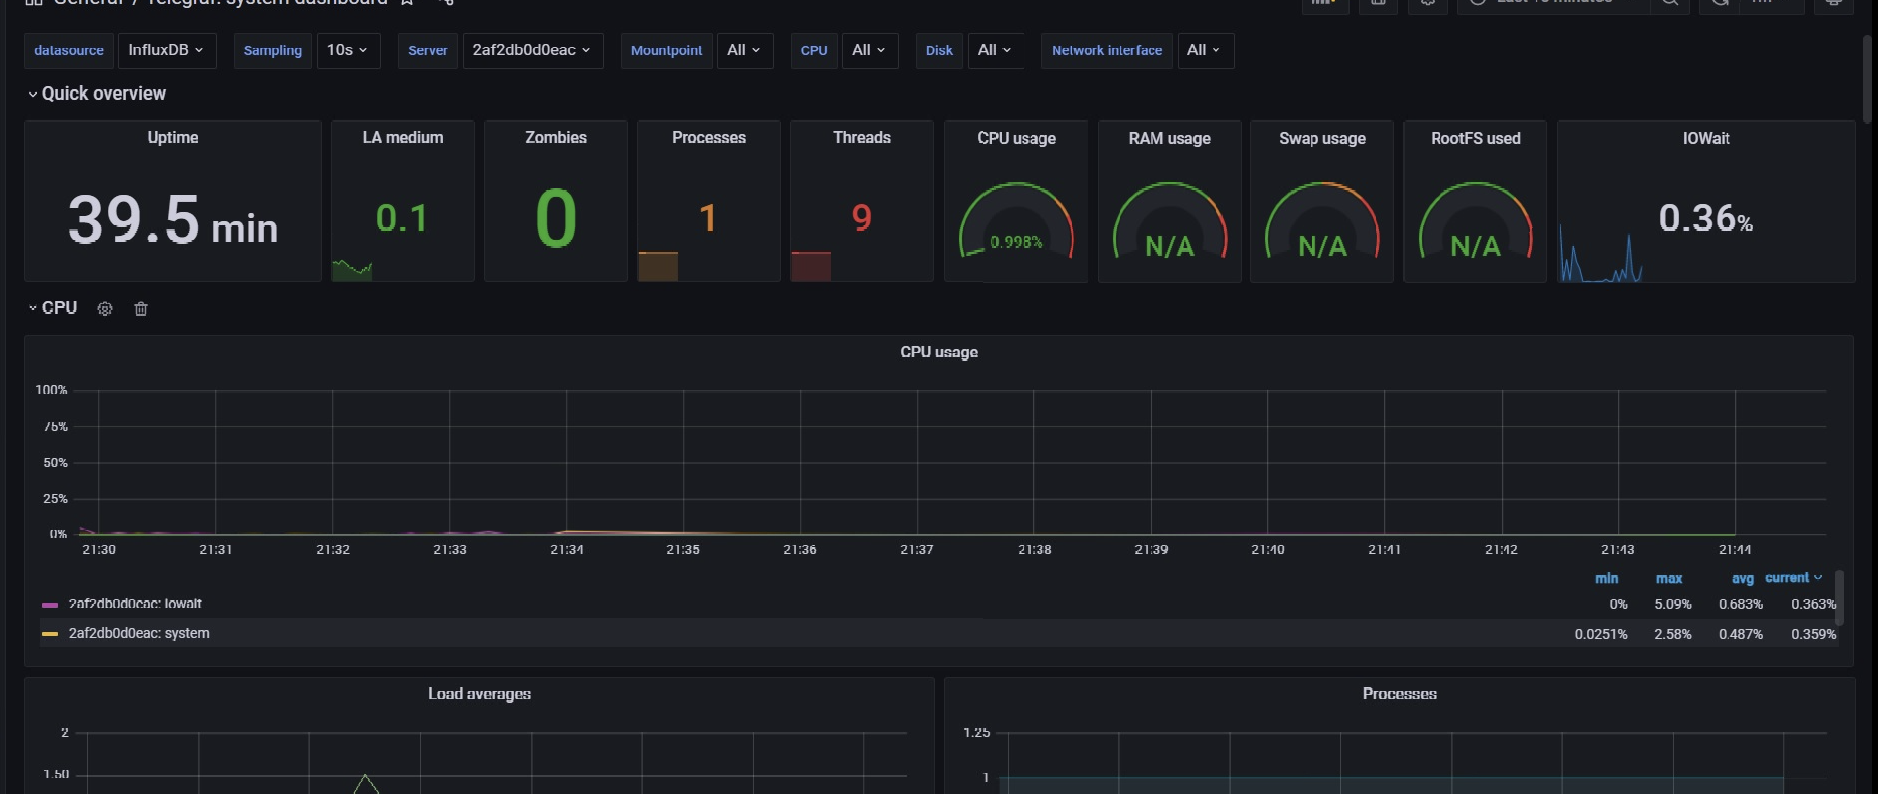 General / Telegraf: system dashboard
datasource InfluxDB Sampling 10s Server 2af2db0d0eac Mountpoint All CPU All Disk All Network interface All
Quick overview
Uptime LA medium Zombies Processes Threads CPU usage RAM usage Swap usage RootFS used IOWait
39.5 min 0.1 0 1 9 0.998% N/A N/A N/A 0.36%
CPU
CPU usage
100%
75%
50%
25%
0%
21:30 21:31 21:32 21:33 21:34 21:35 21:36 21:37 21:38 21:39 21:40 21:41 21:42 21:43 21:44
min max avg current
2af2db0d0eac: iowait 0% 5.09% 0.683% 0.363%
2af2db0d0eac: system 0.0251% 2.58% 0.487% 0.359%
Load averages Processes
2 1.25
1.50 1